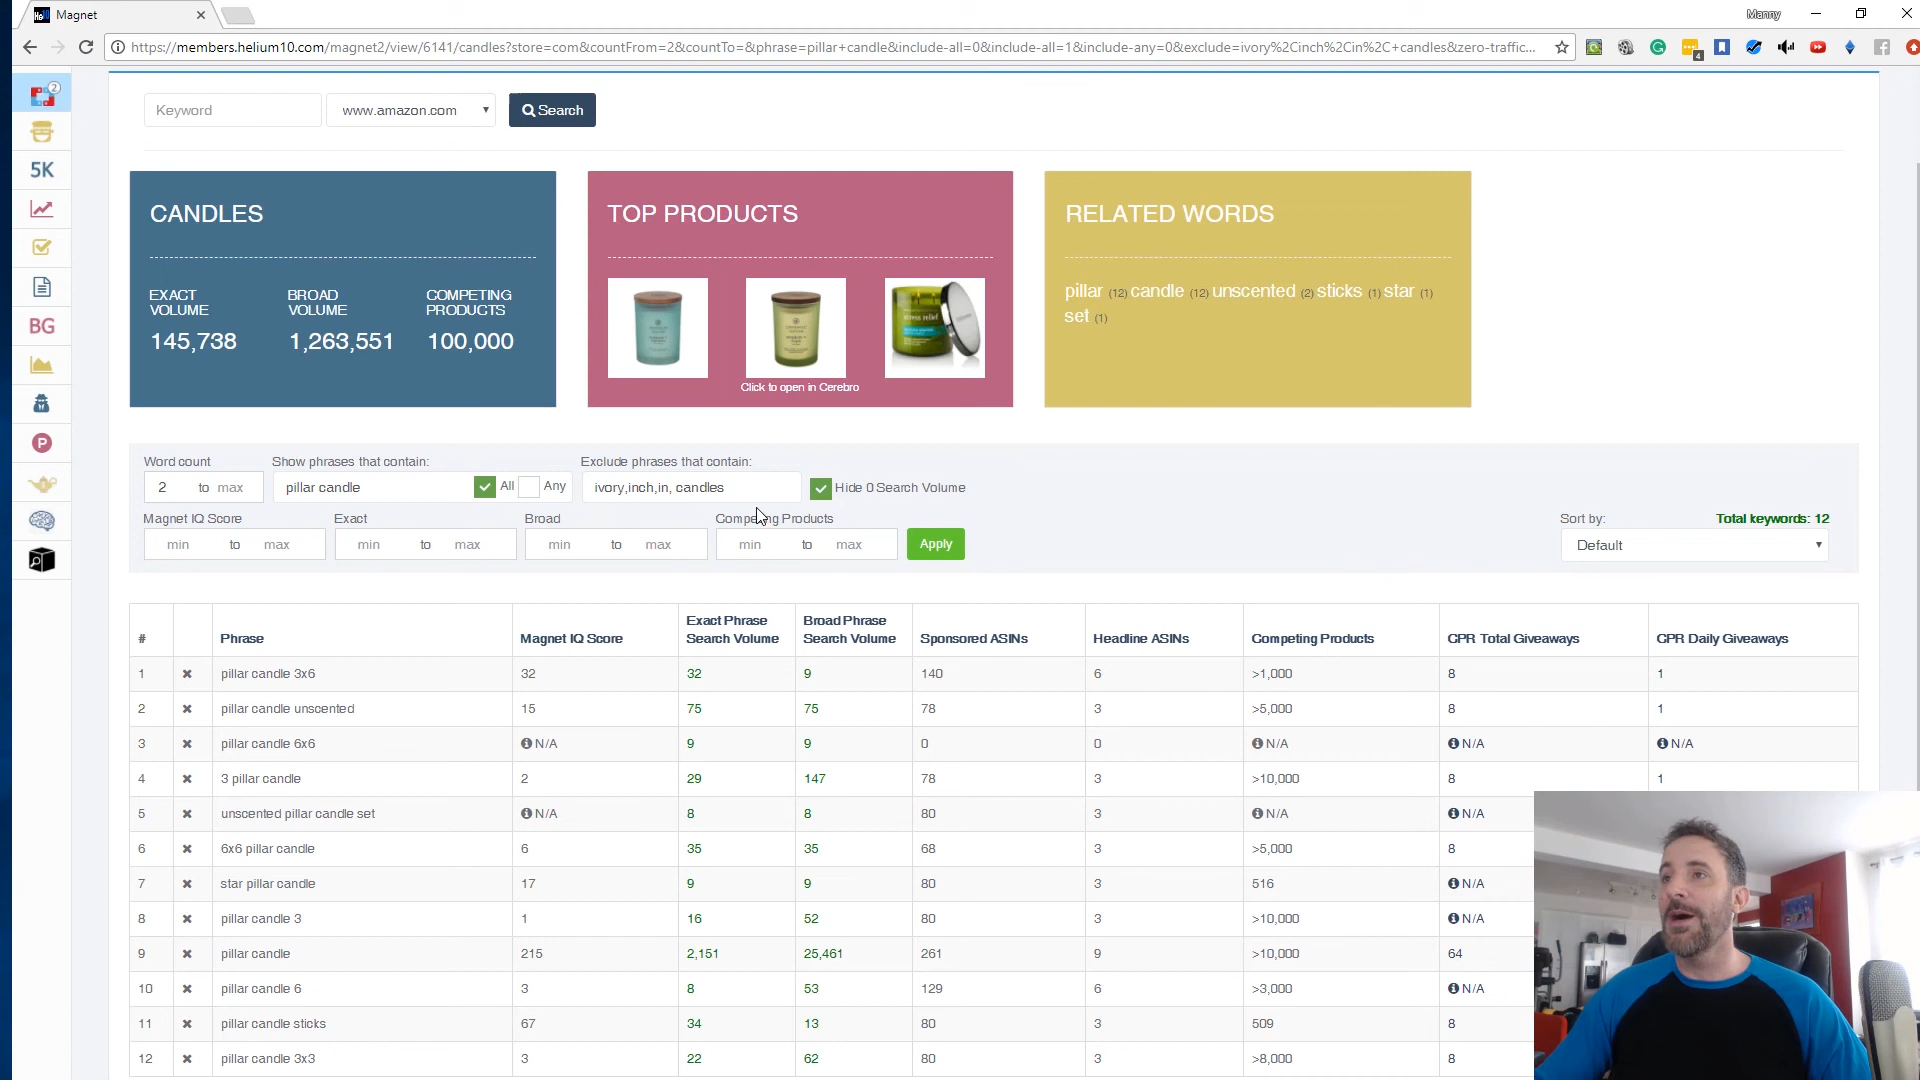 Magnet
Manny
https://members.helium10.com/magnet2/view/6141/candles?store=com&countFrom=2&countTo=&phrase=pillar+candle&include-all=0&include-all=1&include-any=0&exclude=ivory%2Cinch%2Cin%2C+candles&zero-traffic...
4
2
5K
BG
P
Keyword
www.amazon.com
Search
CANDLES
EXACT VOLUME
BROAD VOLUME
COMPETING PRODUCTS
145,738
1,263,551
100,000
TOP PRODUCTS
stress relief
Click to open in Cerebro
RELATED WORDS
pillar (12) candle (12) unscented (2) sticks (1) star (1)
set (1)
Word count
Show phrases that contain:
Exclude phrases that contain:
2 to max
pillar candle
All
Any
ivory,inch,in, candles
Hide 0 Search Volume
Magnet IQ Score
Exact
Broad
Competing Products
Sort by:
Total keywords: 12
min to max
min to max
min to max
min to max
Apply
Default
# Phrase Magnet IQ Score Exact Phrase Search Volume Broad Phrase Search Volume Sponsored ASINs Headline ASINs Competing Products CPR Total Giveaways CPR Daily Giveaways
1 pillar candle 3x6 32 32 9 140 6 >1,000 8 1
2 pillar candle unscented 15 75 75 78 3 >5,000 8 1
3 pillar candle 6x6 N/A 9 9 0 0 N/A N/A N/A
4 3 pillar candle 2 29 147 78 3 >10,000 8 1
5 unscented pillar candle set N/A 8 8 80 3 N/A N/A
6 6x6 pillar candle 6 35 35 68 3 >5,000 8
7 star pillar candle 17 9 9 80 3 516 N/A
8 pillar candle 3 1 16 52 80 3 >10,000 N/A
9 pillar candle 215 2,151 25,461 261 9 >10,000 64
10 pillar candle 6 3 8 53 129 6 >3,000 N/A
11 pillar candle sticks 67 34 13 80 3 509 8
12 pillar candle 3x3 3 22 62 80 3 >8,000 8